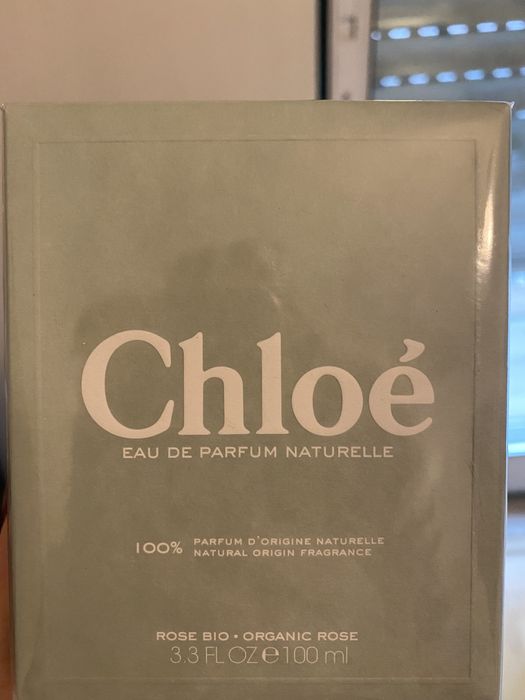 Chloé
EAU DE PARFUM NATURELLE
100% PARFUM D'ORIGINE NATURELLE
NATURAL ORIGIN FRAGRANCE
ROSE BIO • ORGANIC ROSE
3.3 FL OZ ℮ 100 ml